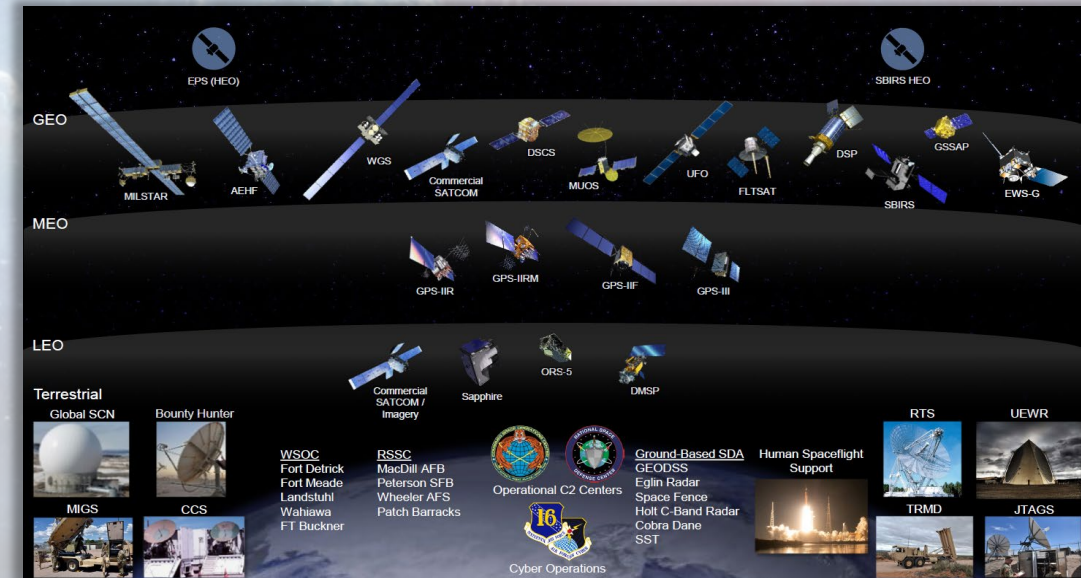 EPS (HEO)
SBIRS HEO
GEO
MILSTAR
AEHF
WGS
Commercial
SATCOM
DSCS
MUOS
UFO
FLTSAT
DSP
SBIRS
GSSAP
EWS-G
MEO
GPS-IIR
GPS-IIRM
GPS-IIF
GPS-III
LEO
Commercial
SATCOM /
Imagery
Sapphire
ORS-5
DMSP
Terrestrial
Global SCN
Bounty Hunter
MIGS
CCS
WSOC
Fort Detrick
Fort Meade
Landstuhl
Wahiawa
FT Buckner
RSSC
MacDill AFB
Peterson SFB
Wheeler AFS
Patch Barracks
NATIONAL SPACE
DEFENSE CENTER
Operational C2 Centers
16
Cyber Operations
Ground-Based SDA
GEODSS
Eglin Radar
Space Fence
Holt C-Band Radar
Cobra Dane
SST
Human Spaceflight
Support
RTS
UEWR
TRMD
JTAGS